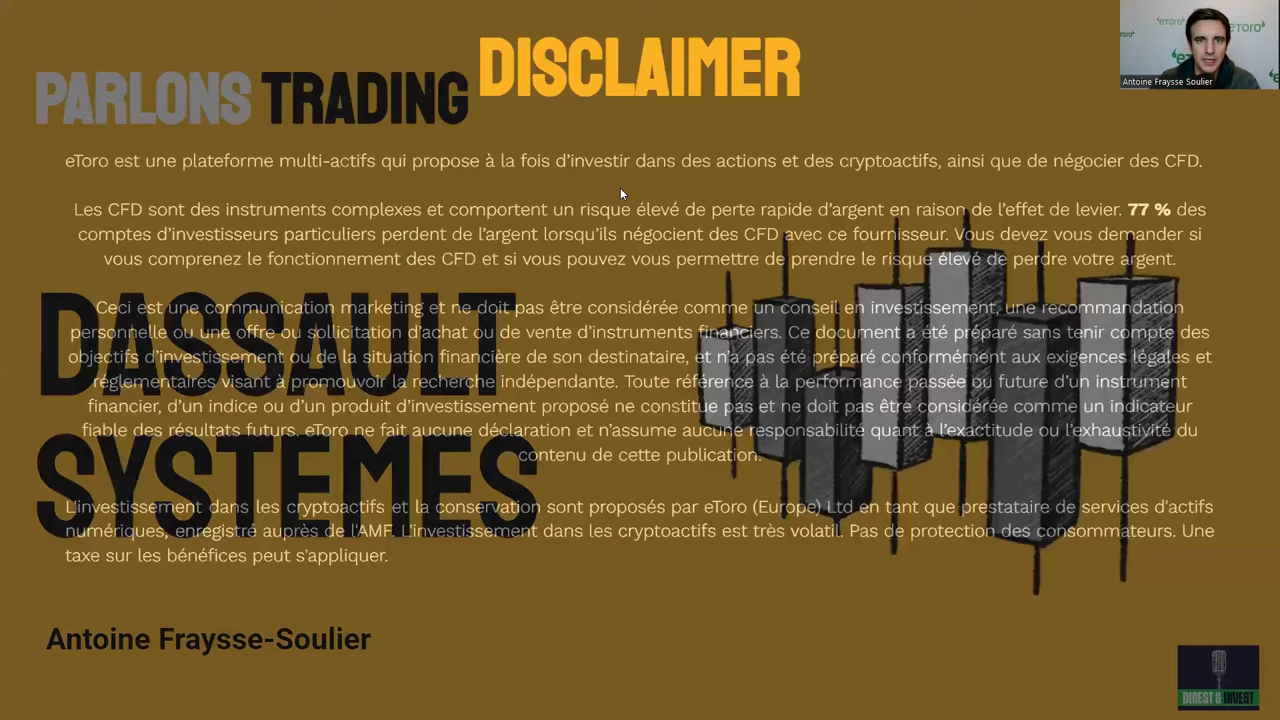 DISCLAIMER
PARLONS TRADING
eToro
eToro
Antoine Fraysse Soulier
eToro est une plateforme multi-actifs qui propose à la fois d'investir dans des actions et des cryptoactifs, ainsi que de négocier des CFD.
Les CFD sont des instruments complexes et comportent un risque élevé de perte rapide d'argent en raison de l'effet de levier. 77 % des
comptes d'investisseurs particuliers perdent de l'argent lorsqu'ils négocient des CFD avec ce fournisseur. Vous devez vous demander si
vous comprenez le fonctionnement des CFD et si vous pouvez vous permettre de prendre le risque élevé de perdre votre argent.
Ceci est une communication marketing et ne doit pas être considérée comme un conseil en investissement, une recommandation
personnelle ou une offre ou sollicitation d'achat ou de vente d'instruments financiers. Ce document a été préparé sans tenir compte des
objectifs d'investissement ou de la situation financière de son destinataire, et n'a pas été préparé conformément aux exigences légales et
réglementaires visant à promouvoir la recherche indépendante. Toute référence à la performance passée ou future d'un instrument
financier, d'un indice ou d'un produit d'investissement proposé ne constitue pas et ne doit pas être considérée comme un indicateur
fiable des résultats futurs. eToro ne fait aucune déclaration et n'assume aucune responsabilité quant à l'exactitude ou l'exhaustivité du
contenu de cette publication.
L'investissement dans les cryptoactifs et la conservation sont proposés par eToro (Europe) Ltd en tant que prestataire de services d'actifs
numériques, enregistré auprès de l'AMF. L'investissement dans les cryptoactifs est très volatil. Pas de protection des consommateurs. Une
taxe sur les bénéfices peut s'appliquer.
DASSAULT
SYSTEMES
Antoine Fraysse-Soulier
DIGEST & INVEST